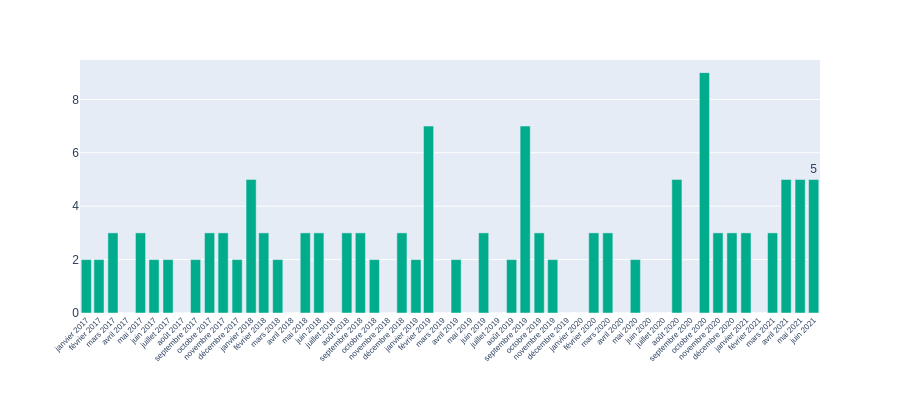 8
6
4
2
0
5
janvier 2017
février 2017
mars 2017
avril 2017
mai 2017
juin 2017
juillet 2017
août 2017
septembre 2017
octobre 2017
novembre 2017
décembre 2017
janvier 2018
février 2018
mars 2018
avril 2018
mai 2018
juin 2018
juillet 2018
août 2018
septembre 2018
octobre 2018
novembre 2018
décembre 2018
janvier 2019
février 2019
mars 2019
avril 2019
mai 2019
juin 2019
juillet 2019
août 2019
septembre 2019
octobre 2019
novembre 2019
décembre 2019
janvier 2020
février 2020
mars 2020
avril 2020
mai 2020
juin 2020
juillet 2020
août 2020
septembre 2020
octobre 2020
novembre 2020
décembre 2020
janvier 2021
février 2021
mars 2021
avril 2021
mai 2021
juin 2021